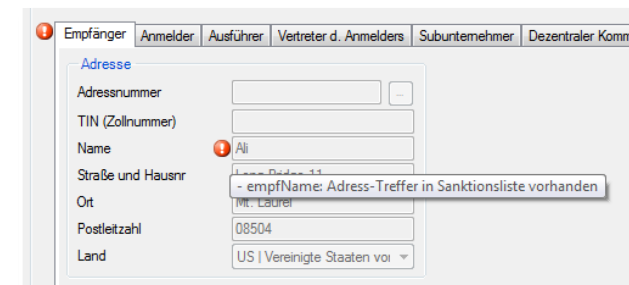 Empfänger Anmelder Ausführer Vertreter d. Anmelders Subunternehmer Dezentraler Komm
Adresse
Adressnummer ...
TIN (Zollnummer)
Name Ali
Straße und Hausnr
- empfName: Adress-Treffer in Sanktionsliste vorhanden
Ort Mt. Laurel
Postleitzahl 08504
Land US | Vereinigte Staaten vor